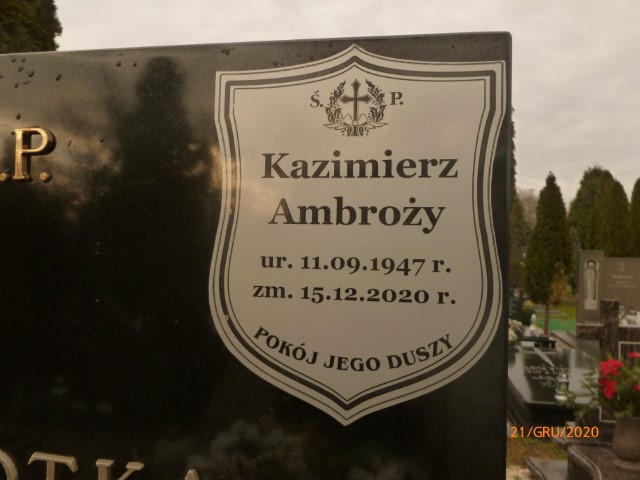 .P.
Ś. P.
Kazimierz
Ambroży
ur. 11.09.1947 r.
zm. 15.12.2020 r.
POKÓJ JEGO DUSZY
21/GRU/2020